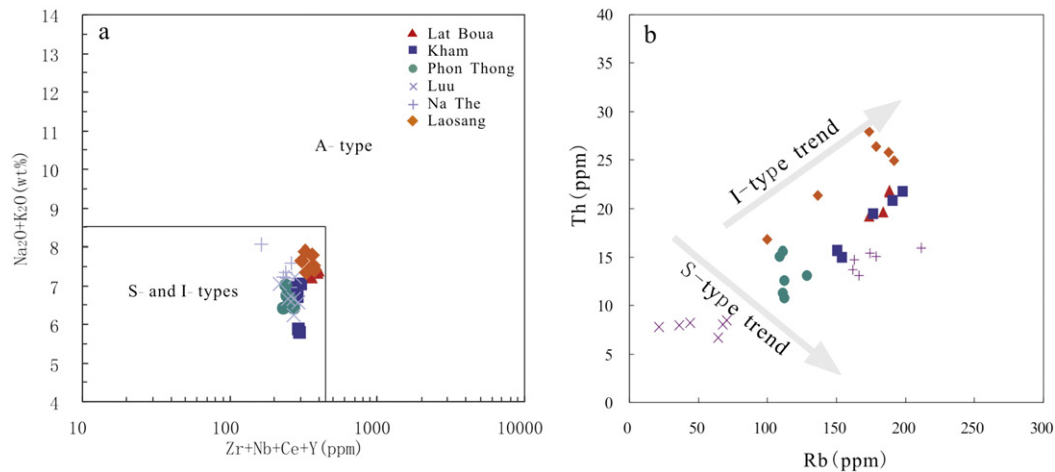 a
14
13
12
11
10
9
8
7
6
5
4
Na2O+K2O(wt%)
Lat Boua
Kham
Phon Thong
Luu
Na The
Laosang
A- type
S- and I- types
10
100
1000
10000
Zr+Nb+Ce+Y(ppm)
b
40
35
30
25
20
15
10
5
0
Th (ppm)
I-type trend
S-type trend
0
50
100
150
200
250
300
Rb (ppm)